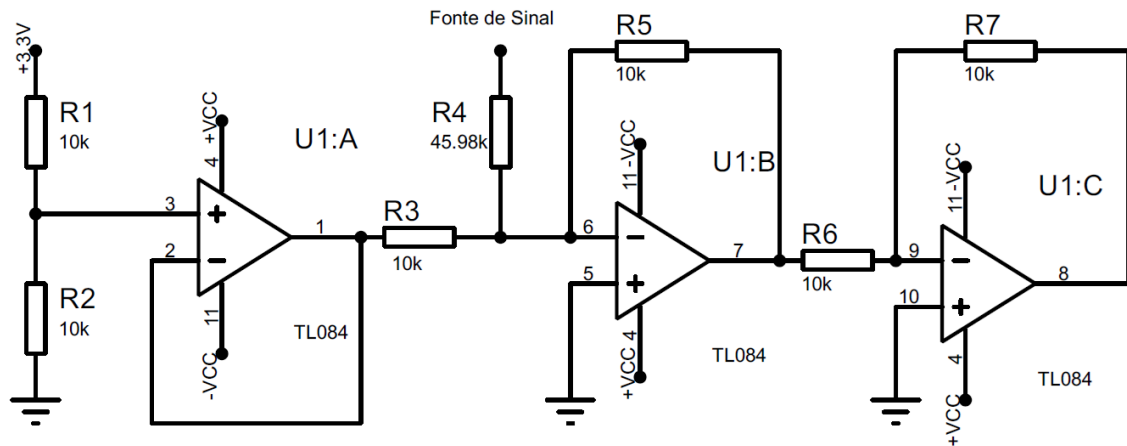 Fonte de Sinal
+3.3V
R1
10k
R2
10k
+VCC
4
U1:A
3
2
1
11
-VCC
TL084
R3
10k
R4
45.98k
R5
10k
11
-VCC
U1:B
6
5
7
4
+VCC
TL084
R6
10k
R7
10k
11
-VCC
U1:C
9
10
8
4
+VCC
TL084